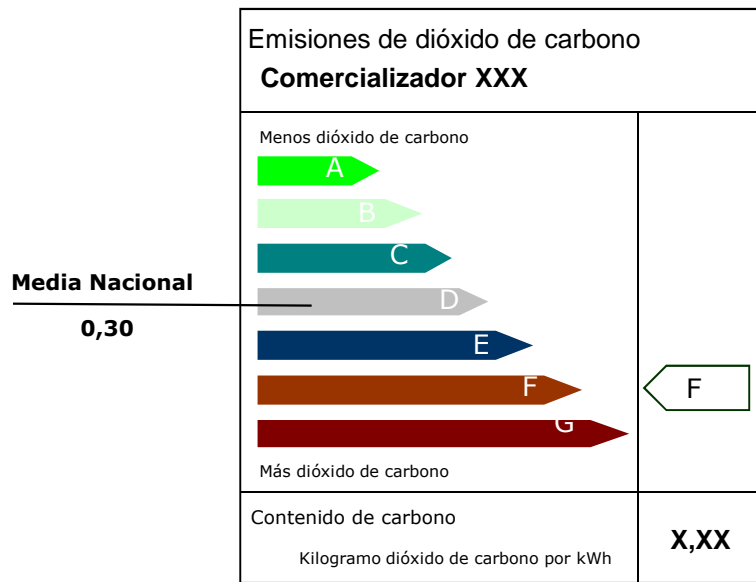 Emisiones de dióxido de carbono
Comercializador XXX
Menos dióxido de carbono
A
B
C
Media Nacional
D
0,30
E
F
F
G
Más dióxido de carbono
Contenido de carbono
X,XX
Kilogramo dióxido de carbono por kWh